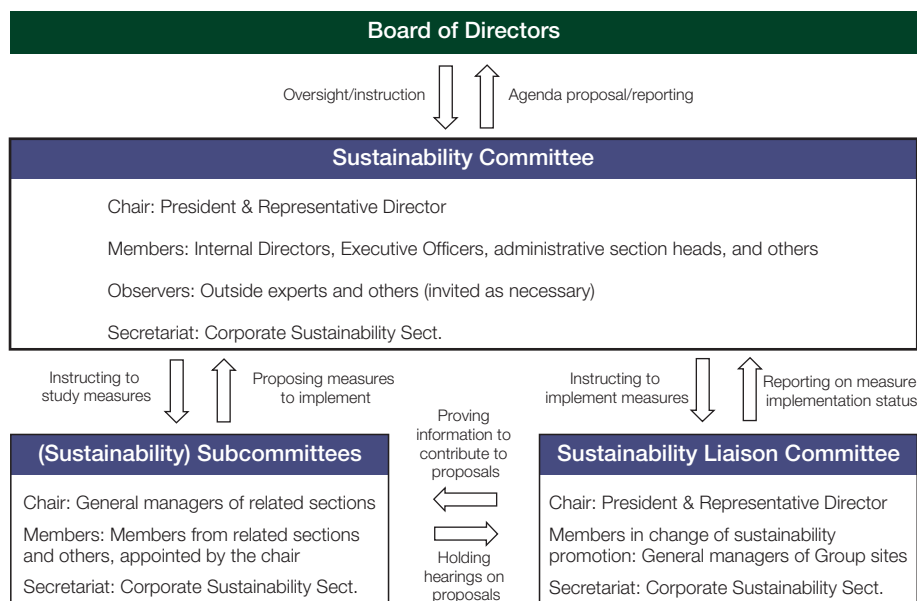 Board of Directors
Oversight/instruction
Agenda proposal/reporting
Sustainability Committee
Chair: President & Representative Director
Members: Internal Directors, Executive Officers, administrative section heads, and others
Observers: Outside experts and others (invited as necessary)
Secretariat: Corporate Sustainability Sect.
Instructing to
study measures
Proposing measures
to implement
Instructing to
implement measures
Reporting on measure
implementation status
(Sustainability) Subcommittees
Chair: General managers of related sections
Members: Members from related sections
and others, appointed by the chair
Secretariat: Corporate Sustainability Sect.
Proving
information to
contribute to
proposals
Holding
hearings on
proposals
Sustainability Liaison Committee
Chair: President & Representative Director
Members in change of sustainability
promotion: General managers of Group sites
Secretariat: Corporate Sustainability Sect.